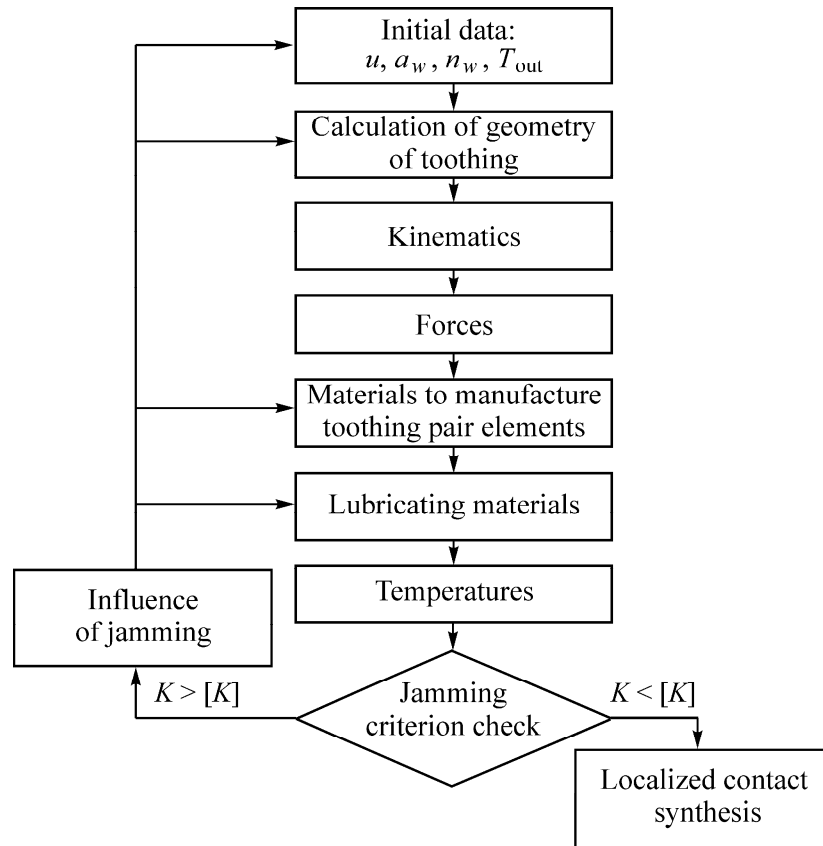 Initial data:
u, a_w, n_w, T_out
Calculation of geometry
of toothing
Kinematics
Forces
Materials to manufacture
toothing pair elements
Lubricating materials
Temperatures
Influence
of jamming
K > [K]
Jamming
criterion check
K < [K]
Localized contact
synthesis